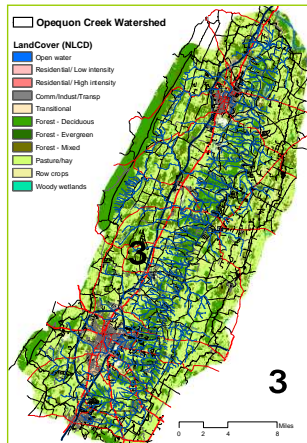 Opequon Creek Watershed
LandCover (NLCD)
Open water
Residential/ Low intensity
Residential/ High intensity
Comm/Indust/Transp
Transitional
Forest - Deciduous
Forest - Evergreen
Forest - Mixed
Pasture/hay
Row crops
Woody wetlands
3
3
0 2 4 8
Miles